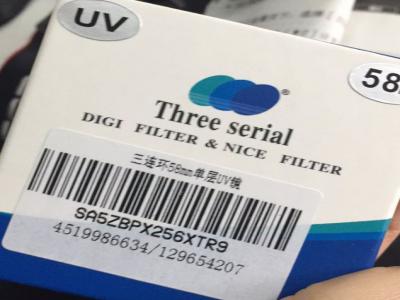 UV
58
®
Three serial
DIGI FILTER & NICE FILTER
三连环58mm单层UV镜
SA5ZBPX256XTR9
4519986634/129654207